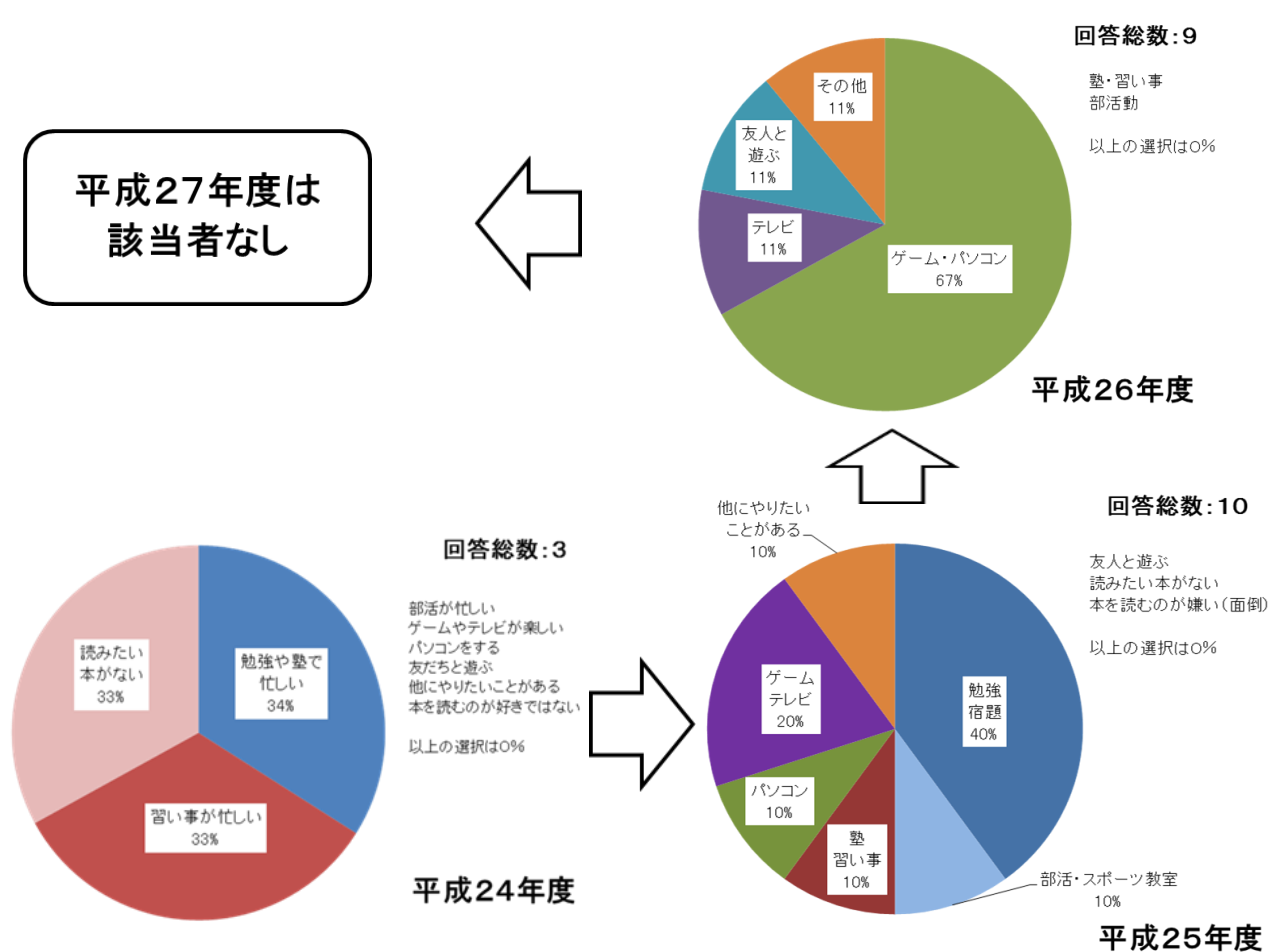 平成27年度は
該当者なし
回答総数:9
塾・習い事
部活動
以上の選択は0%
その他
11%
友人と
遊ぶ
11%
テレビ
11%
ゲーム・パソコン
67%
平成26年度
回答総数:3
部活が忙しい
ゲームやテレビが楽しい
パソコンをする
友だちと遊ぶ
他にやりたいことがある
本を読むのが好きではない
以上の選択は0%
読みたい
本がない
33%
勉強や塾で
忙しい
34%
習い事が忙しい
33%
平成24年度
回答総数:10
友人と遊ぶ
読みたい本がない
本を読むのが嫌い(面倒)
以上の選択は0%
他にやりたい
ことがある
10%
ゲーム
テレビ
20%
勉強
宿題
40%
パソコン
10%
塾
習い事
10%
部活・スポーツ教室
10%
平成25年度